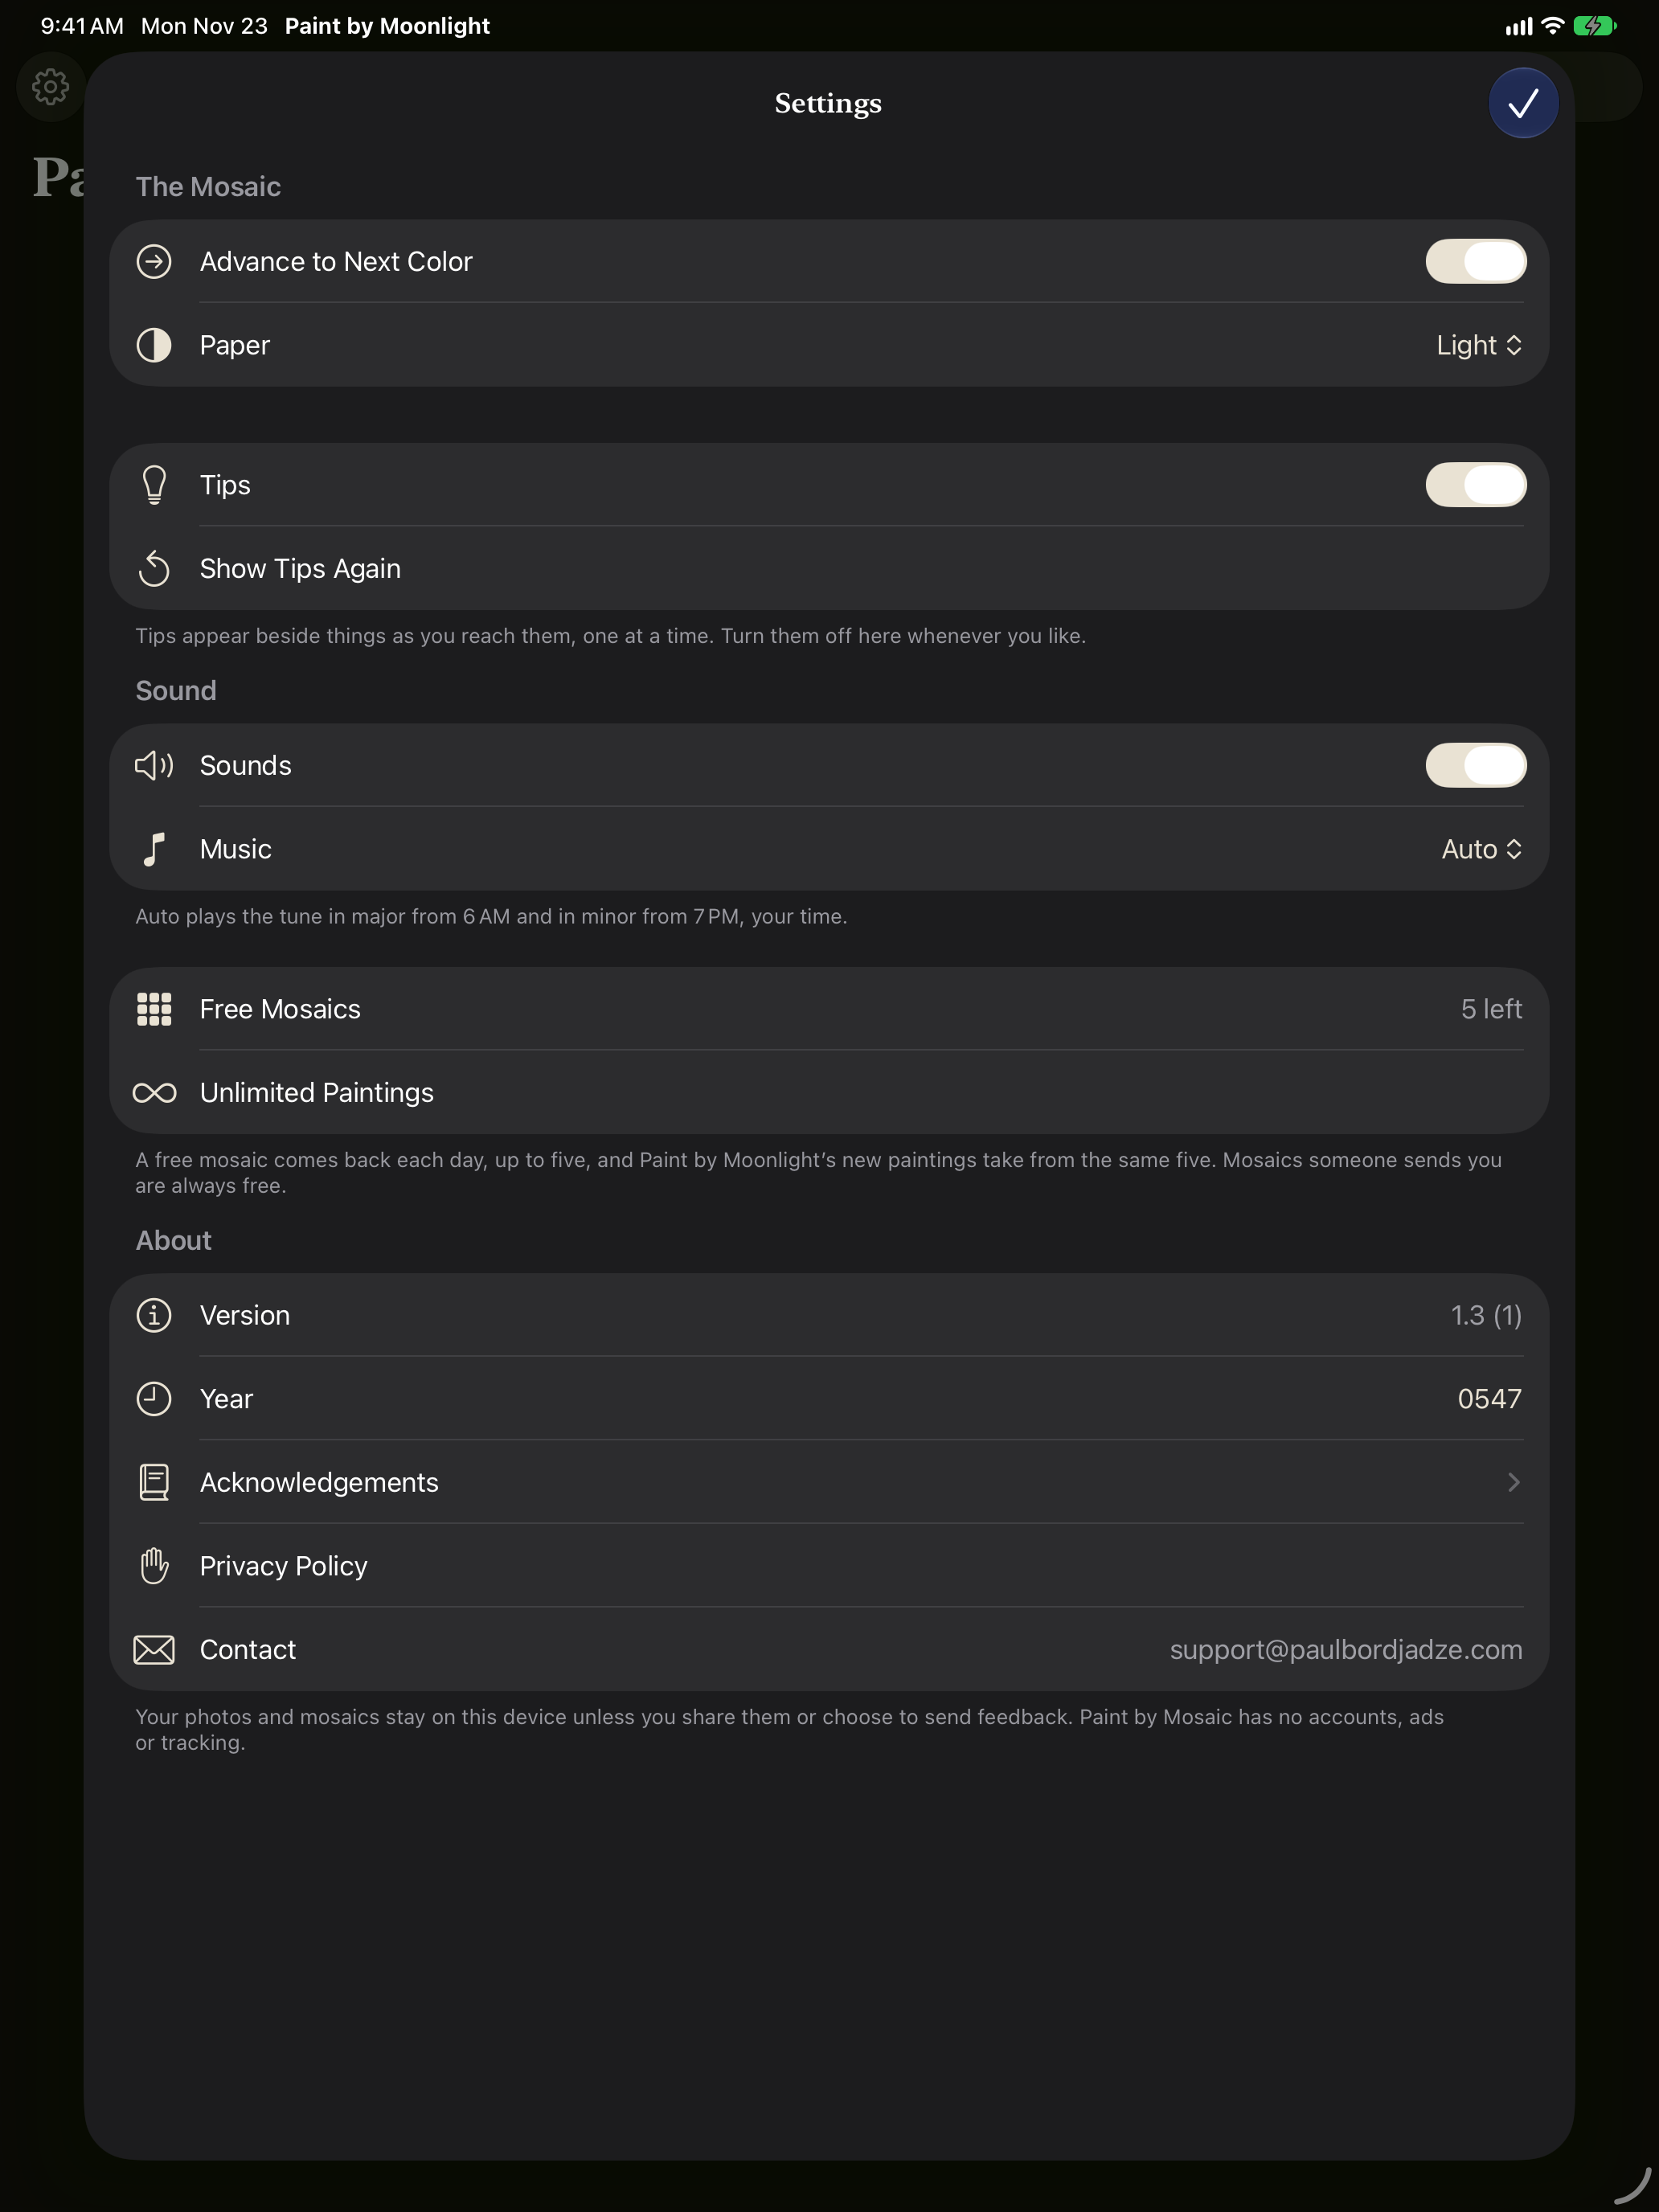 9:41 AM Mon Nov 23 Paint by Moonlight
Settings
The Mosaic
Advance to Next Color
Paper Light
Tips
Show Tips Again
Tips appear beside things as you reach them, one at a time. Turn them off here whenever you like.
Sound
Sounds
Music Auto
Auto plays the tune in major from 6 AM and in minor from 7 PM, your time.
Free Mosaics 5 left
Unlimited Paintings
A free mosaic comes back each day, up to five, and Paint by Moonlight’s new paintings take from the same five. Mosaics someone sends you
are always free.
About
Version 1.3 (1)
Year 0547
Acknowledgements
Privacy Policy
Contact support@paulbordjadze.com
Your photos and mosaics stay on this device unless you share them or choose to send feedback. Paint by Mosaic has no accounts, ads
or tracking.